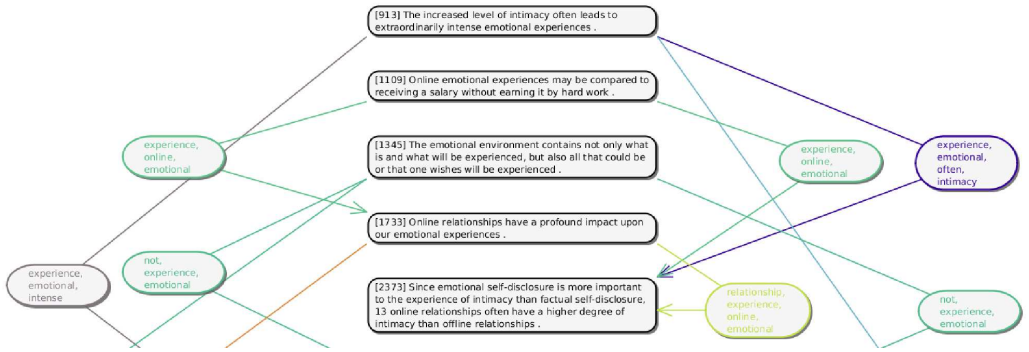 [913] The increased level of intimacy often leads to
extraordinarily intense emotional experiences .
[1109] Online emotional experiences may be compared to
receiving a salary without earning it by hard work .
experience,
online,
emotional
[1345] The emotional environment contains not only what
is and what will be experienced, but also all that could be
or that one wishes will be experienced .
experience,
online,
emotional
experience,
emotional,
often,
intimacy
[1733] Online relationships have a profound impact upon
our emotional experiences .
not,
experience,
emotional
experience,
emotional,
intense
[2373] Since emotional self-disclosure is more important
to the experience of intimacy than factual self-disclosure,
13 online relationships often have a higher degree of
intimacy than offline relationships .
relationship,
experience,
online,
emotional
not,
experience,
emotional